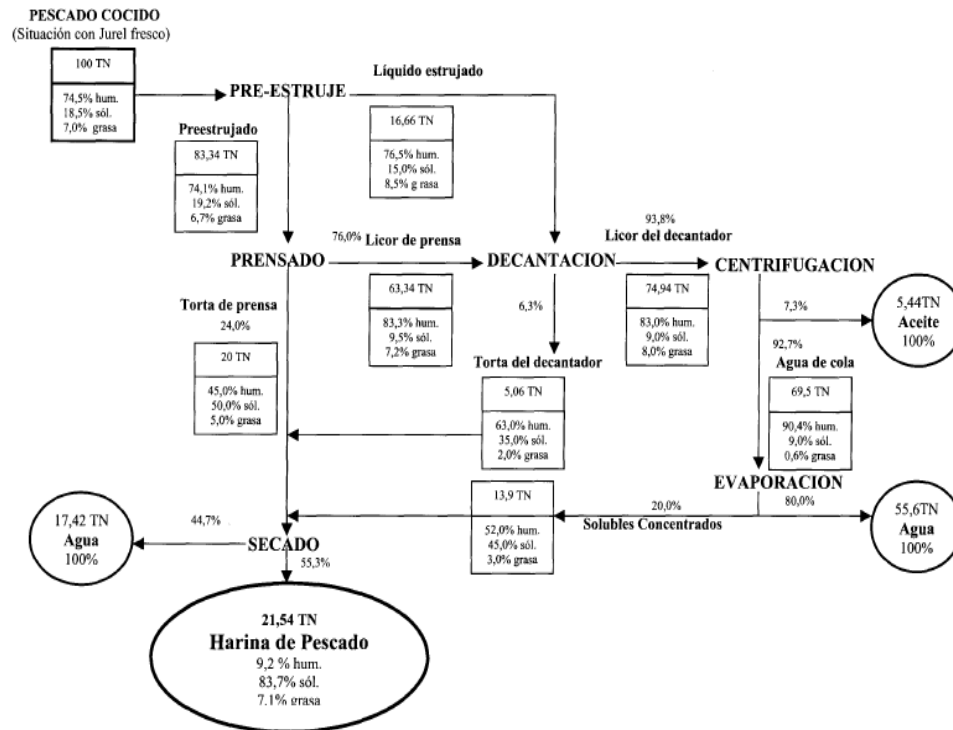 PESCADO COCIDO
(Situación con Jurel fresco)
100 TN
74,5% hum.
18,5% sól.
7,0% grasa
PRE-ESTRUJE
Líquido estrujado
16,66 TN
76,5% hum.
15,0% sól.
8,5% g rasa
Preestrujado
83,34 TN
74,1% hum.
19,2% sól.
6,7% grasa
PRENSADO
76,0%
Licor de prensa
63,34 TN
83,3% hum.
9,5% sól.
7,2% grasa
DECANTACION
93,8%
Licor del decantador
74,94 TN
83,0% hum.
9,0% sól.
8,0% grasa
CENTRIFUGACION
7,3%
5,44TN
Aceite
100%
Torta de prensa
24,0%
20 TN
45,0% hum.
50,0% sól.
5,0% grasa
6,3%
Torta del decantador
5,06 TN
63,0% hum.
35,0% sól.
2,0% grasa
92,7%
Agua de cola
69,5 TN
90,4% hum.
9,0% sól.
0,6% grasa
EVAPORACION
20,0%
80,0%
Solubles Concentrados
55,6TN
Agua
100%
13,9 TN
52,0% hum.
45,0% sól.
3,0% grasa
17,42 TN
Agua
100%
44,7%
SECADO
55,3%
21,54 TN
Harina de Pescado
9,2 % hum.
83,7% sól.
7,1% grasa